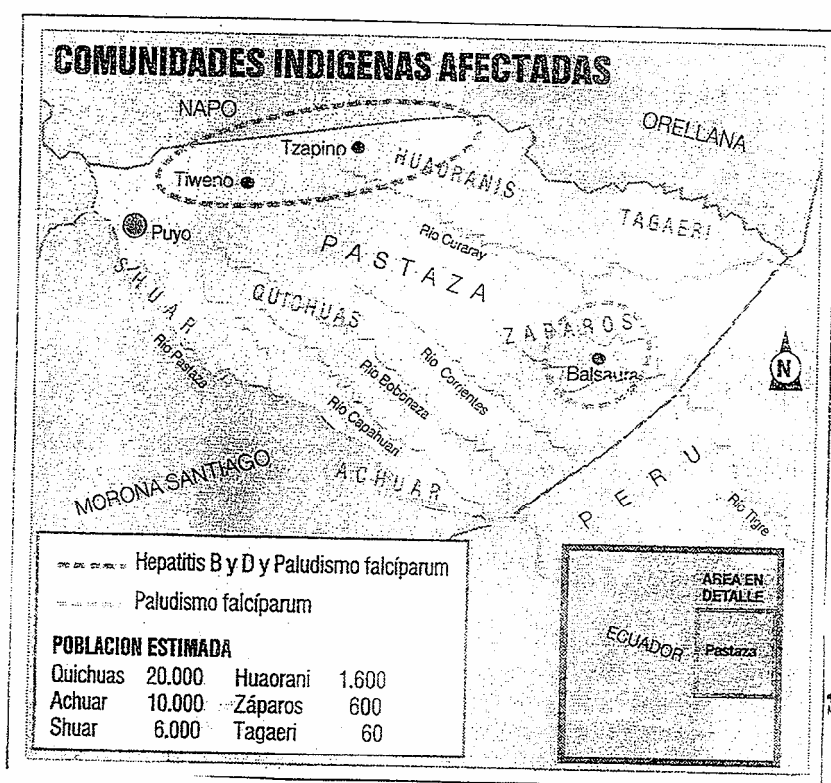 COMUNIDADES INDIGENAS AFECTADAS
NAPO
ORELLANA
Tzapino
HUAORANIS
Tiweno
TAGAERI
Puyo
Río Curaray
PASTAZA
S/HUAR
QUICHUAS
ZAPAROS
Río Pastaza
Río Bobonaza
Río Corrientes
Balsaura
N
Río Capahuari
MORONA SANTIAGO
ACHUAR
PERU
Río Tigre
Hepatitis B y D y Paludismo falcíparum
Paludismo falcíparum
AREA EN
DETALLE
ECUADOR
Pastaza
POBLACION ESTIMADA
Quichuas 20.000 Huaorani 1.600
Achuar 10.000 Záparos 600
Shuar 6.000 Tagaeri 60